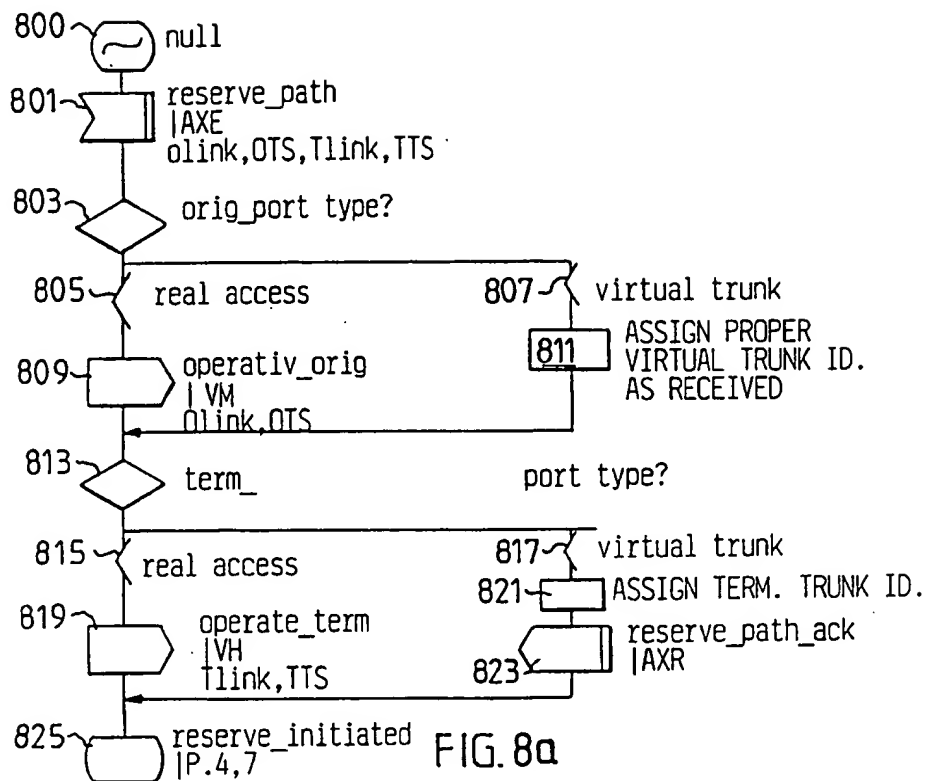 800 null
801 reserve_path
|AXE
olink,OTS,Tlink,TTS
803 orig_port type?
805 real access
807 virtual trunk
811 ASSIGN PROPER
VIRTUAL TRUNK ID.
AS RECEIVED
809 operativ_orig
|VM
Olink,OTS
813 term_ port type?
815 real access
817 virtual trunk
821 ASSIGN TERM. TRUNK ID.
819 operate_term
|VH
Tlink,TTS
823 reserve_path_ack
|AXR
825 reserve_initiated
|P.4,7
FIG. 8a